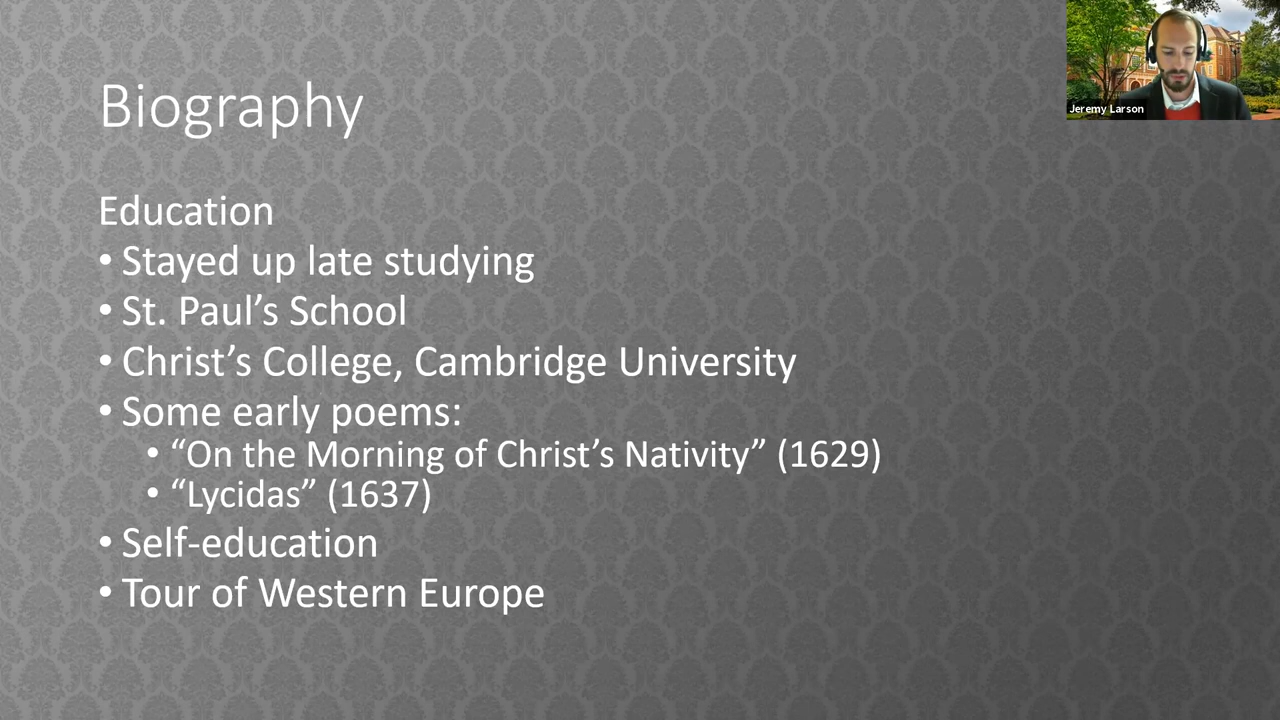 Biography
Jeremy Larson
Education
• Stayed up late studying
• St. Paul’s School
• Christ’s College, Cambridge University
• Some early poems:
• “On the Morning of Christ’s Nativity” (1629)
• “Lycidas” (1637)
• Self-education
• Tour of Western Europe